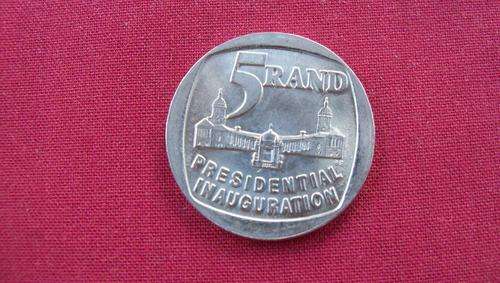 5 RAND
PRESIDENTIAL
INAUGURATION